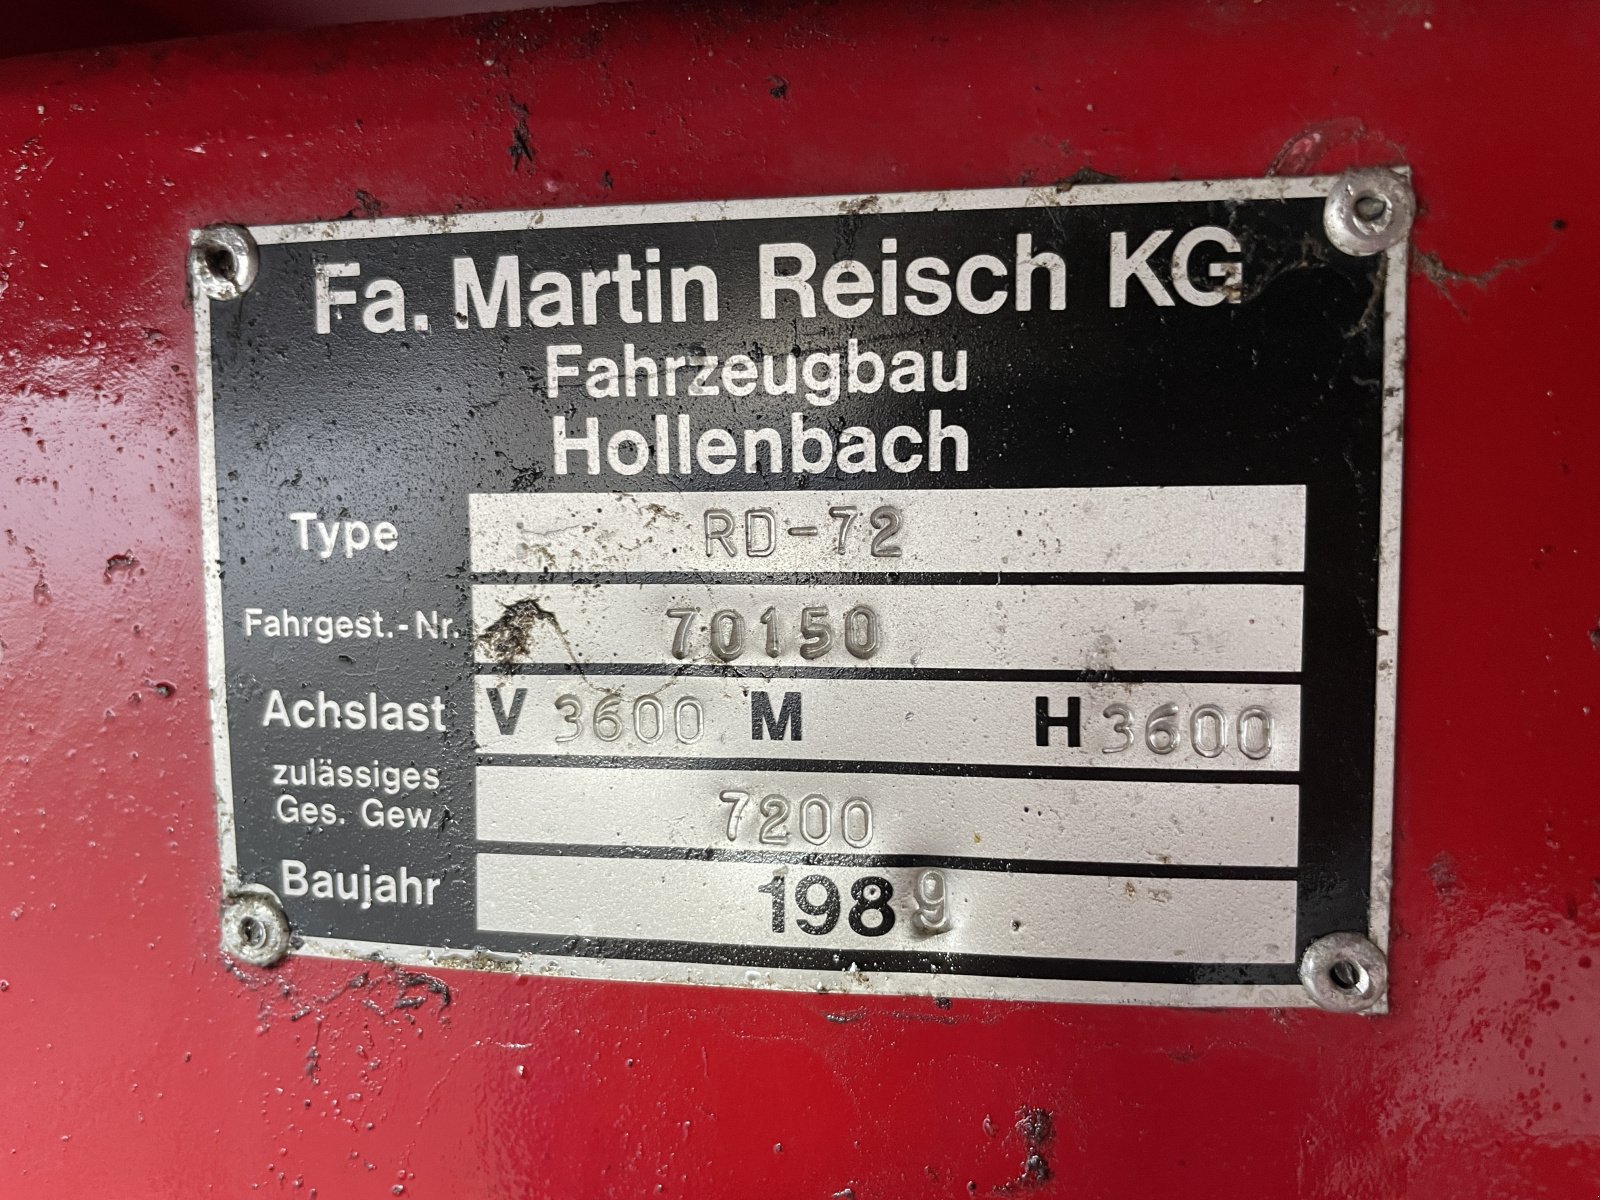 Fa. Martin Reisch KG
Fahrzeugbau
Hollenbach
Type RD-72
Fahrgest.-Nr. 70150
Achslast V 3600 M H 3600
zulässiges
Ges. Gew. 7200
Baujahr 1989